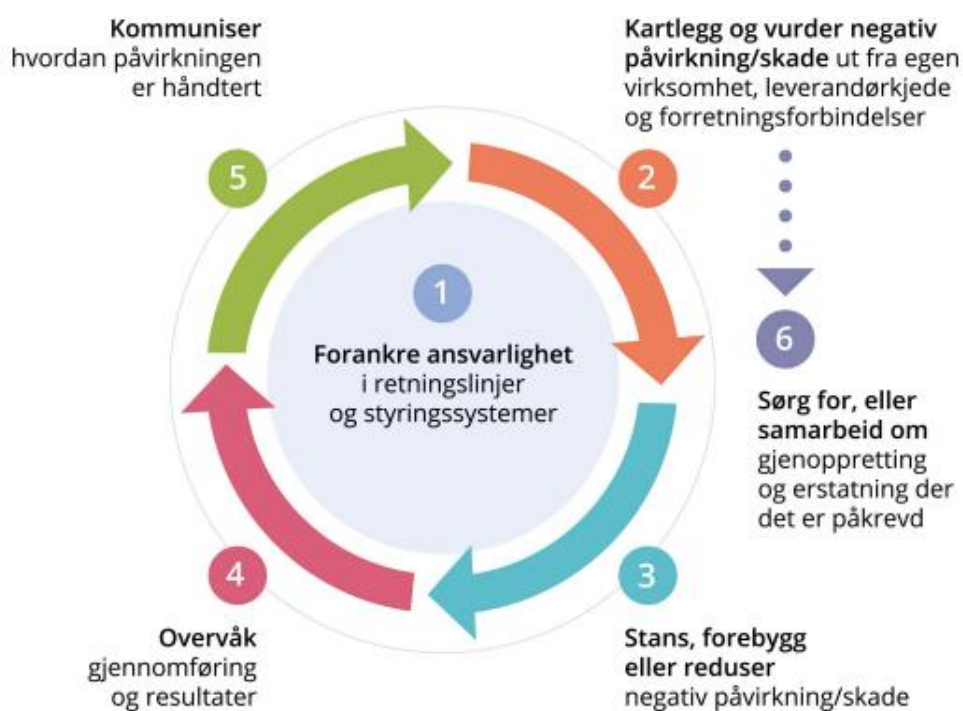 Kommuniser
hvordan påvirkningen
er håndtert
Kartlegg og vurder negativ
påvirkning/skade ut fra egen
virksomhet, leverandørkjede
og forretningsforbindelser
5
2
1
Forankre ansvarlighet
i retningslinjer
og styringssystemer
6
Sørg for, eller
samarbeid om
gjenoppretting
og erstatning der
det er påkrevd
4
3
Overvåk
gjennomføring
og resultater
Stans, forebygg
eller reduser
negativ påvirkning/skade